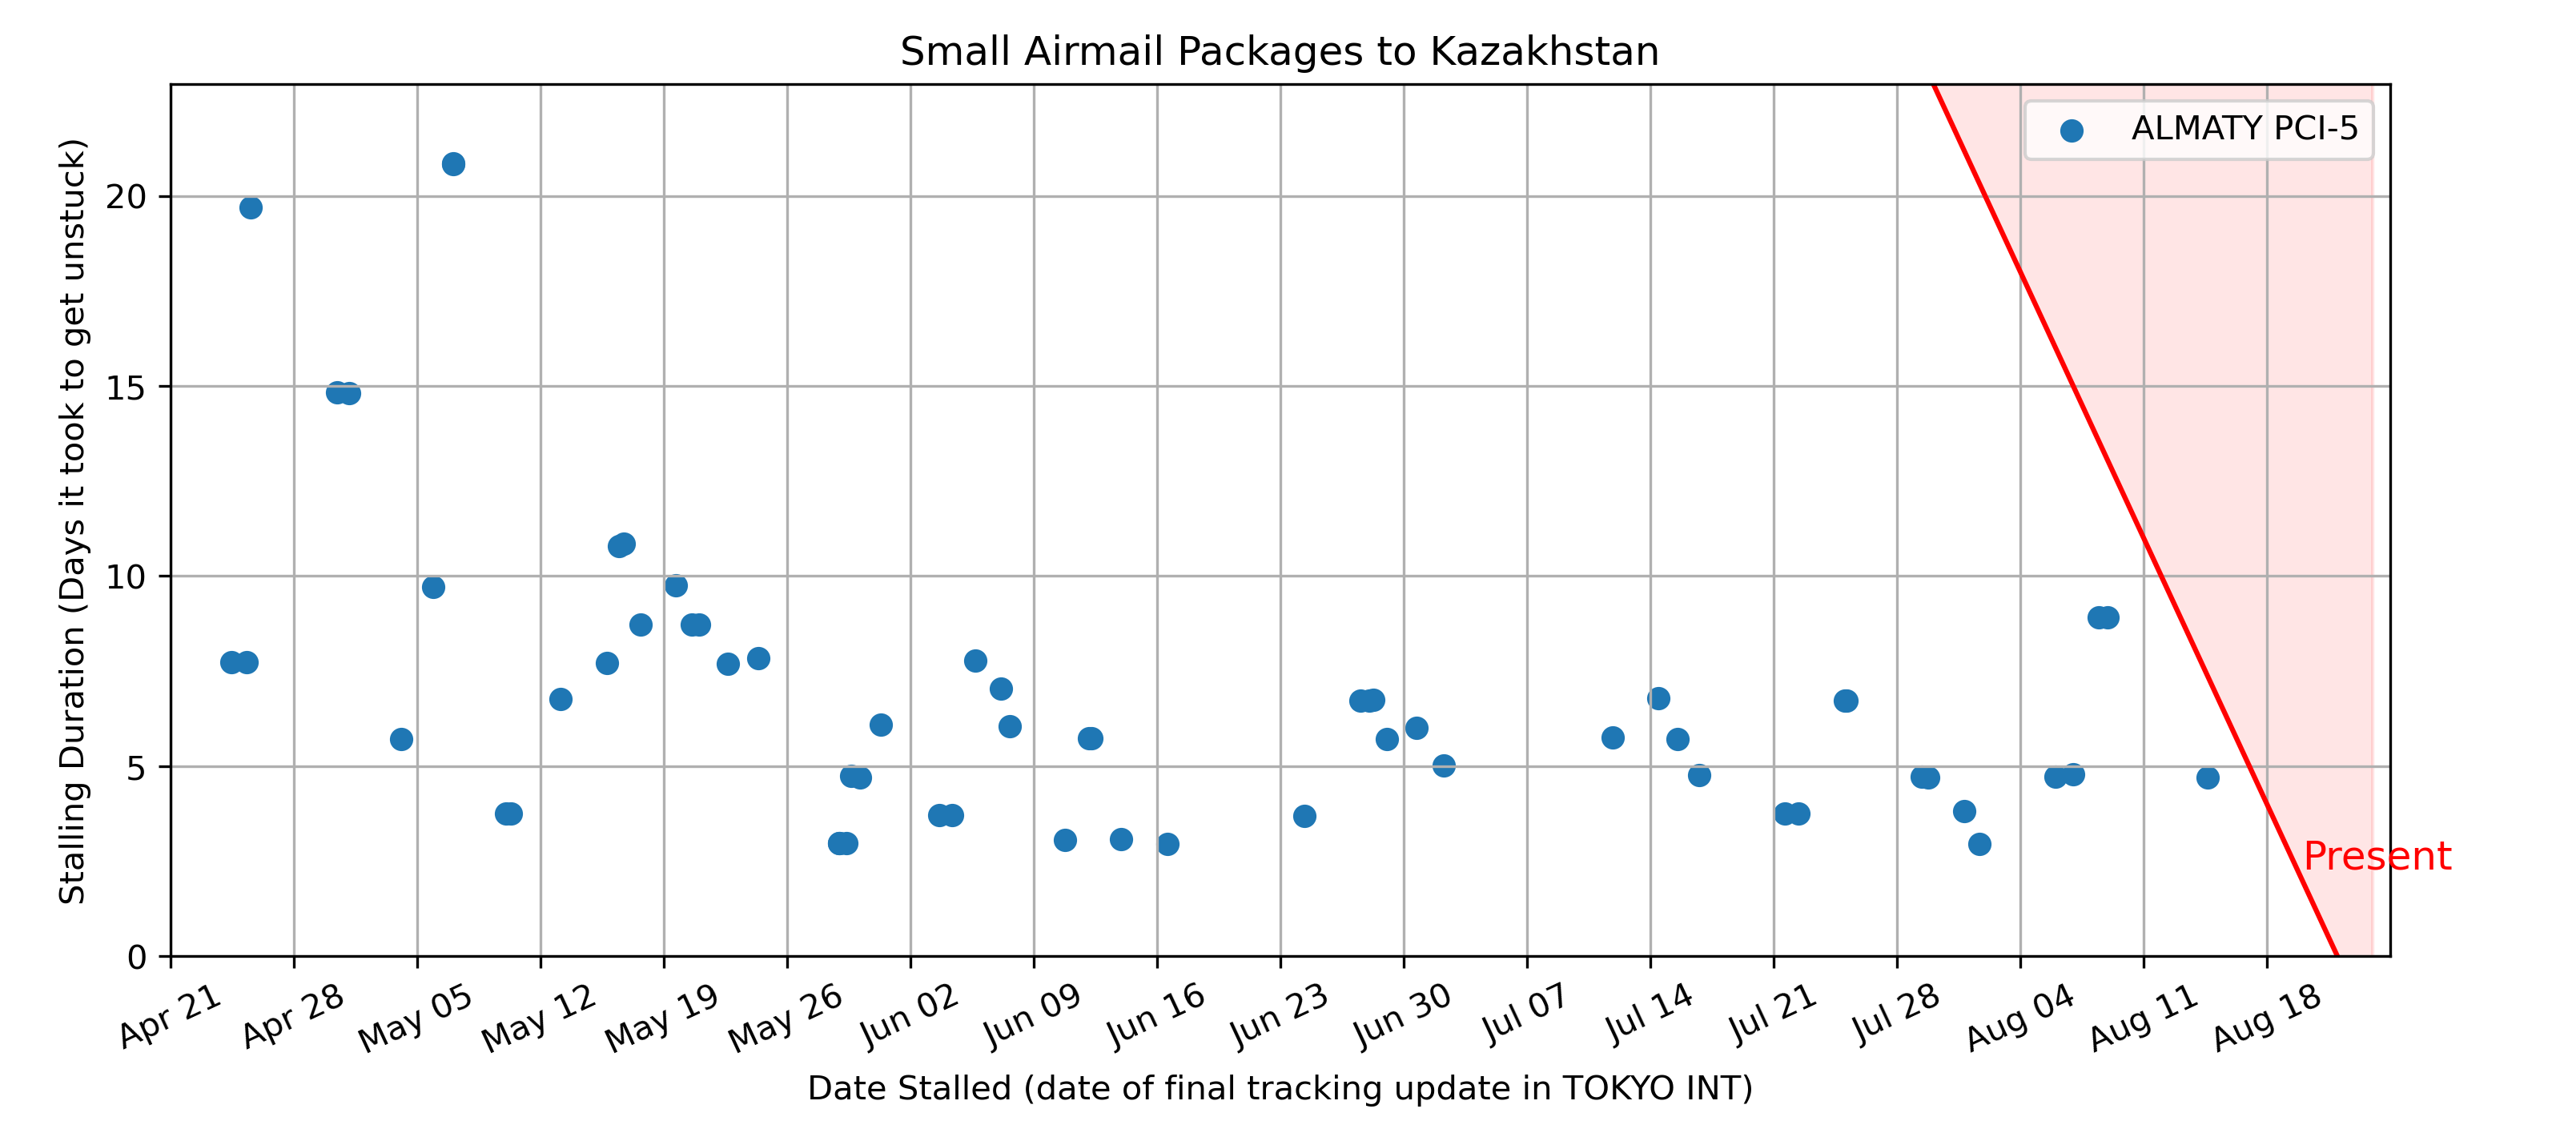 Small Airmail Packages to Kazakhstan
ALMATY PCI-5
Stalling Duration (Days it took to get unstuck)
20
15
10
5
0
Present
Apr 21
Apr 28
May 05
May 12
May 19
May 26
Jun 02
Jun 09
Jun 16
Jun 23
Jun 30
Jul 07
Jul 14
Jul 21
Jul 28
Aug 04
Aug 11
Aug 18
Date Stalled (date of final tracking update in TOKYO INT)